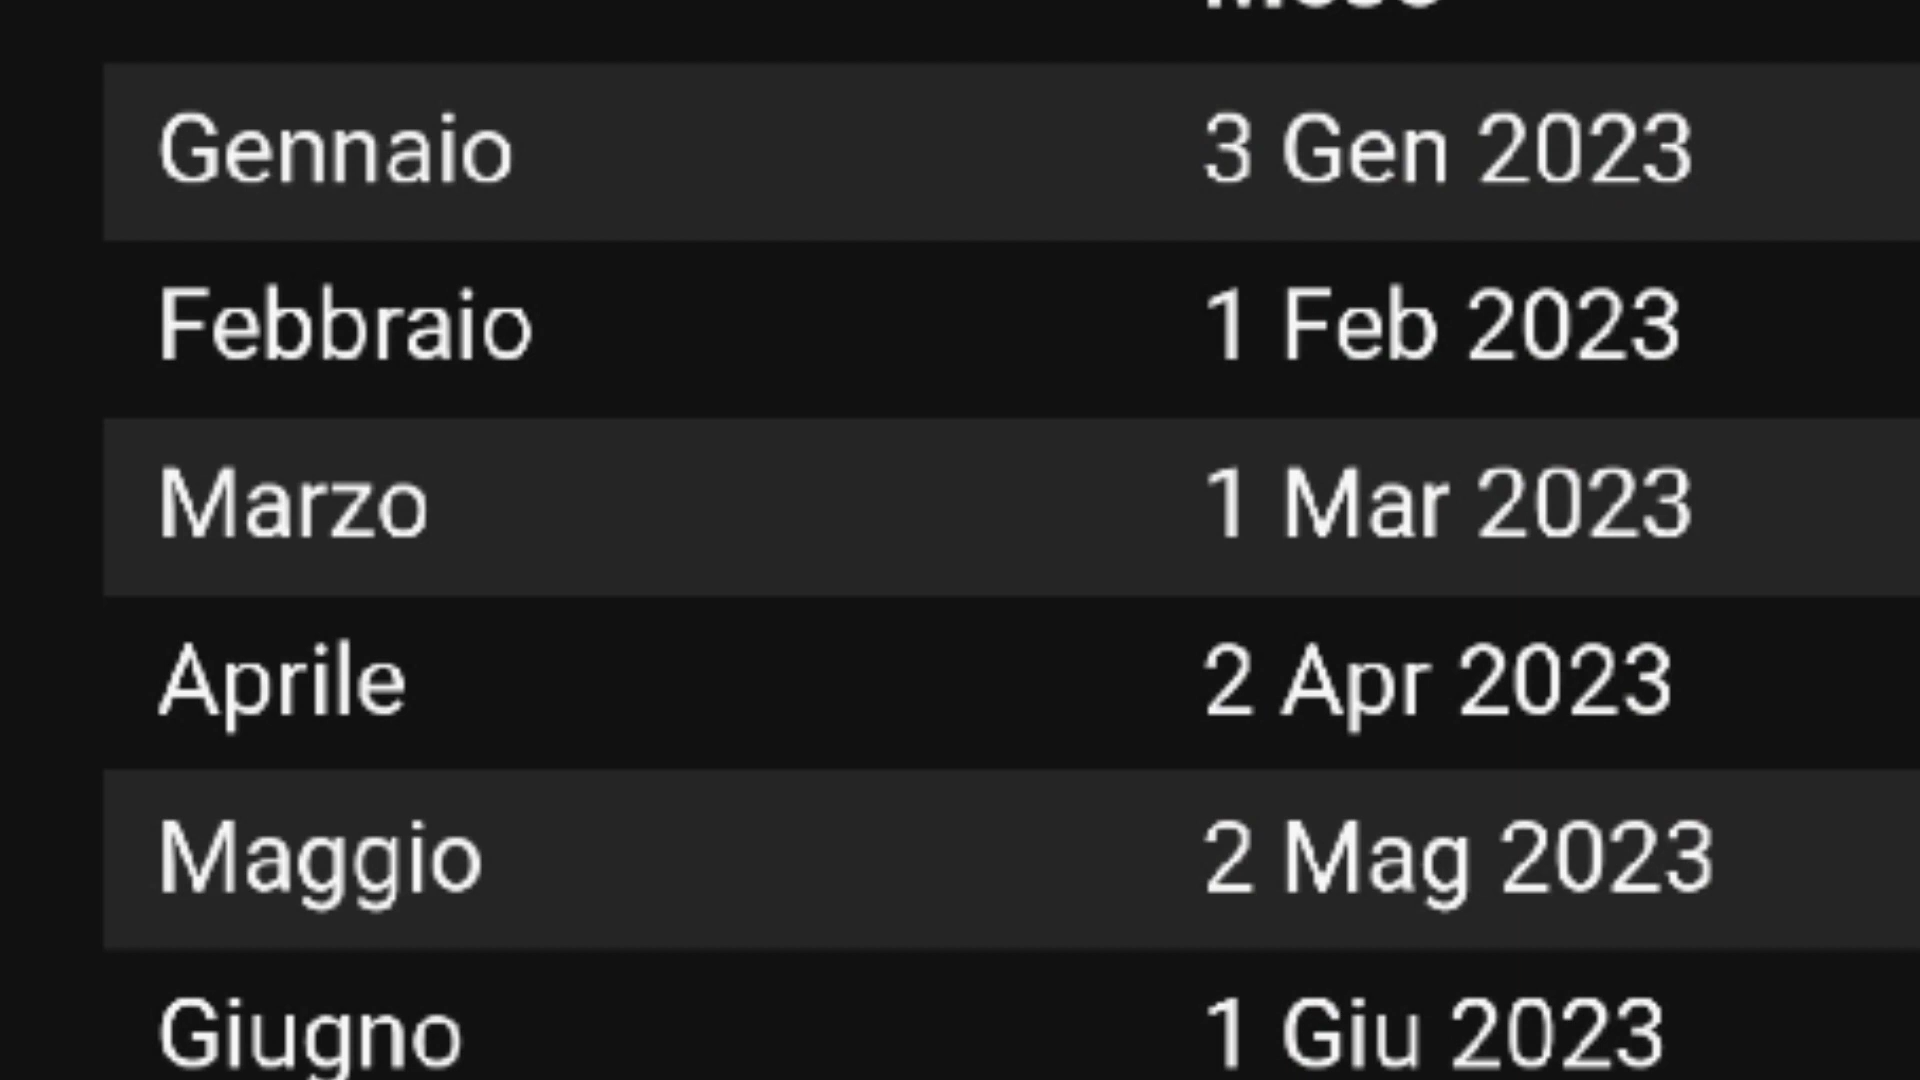 Gennaio 3 Gen 2023
Febbraio 1 Feb 2023
Marzo 1 Mar 2023
Aprile 2 Apr 2023
Maggio 2 Mag 2023
Giugno 1 Giu 2023